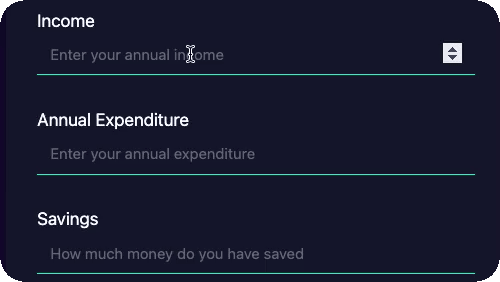 Income
Enter your annual income
Annual Expenditure
Enter your annual expenditure
Savings
How much money do you have saved